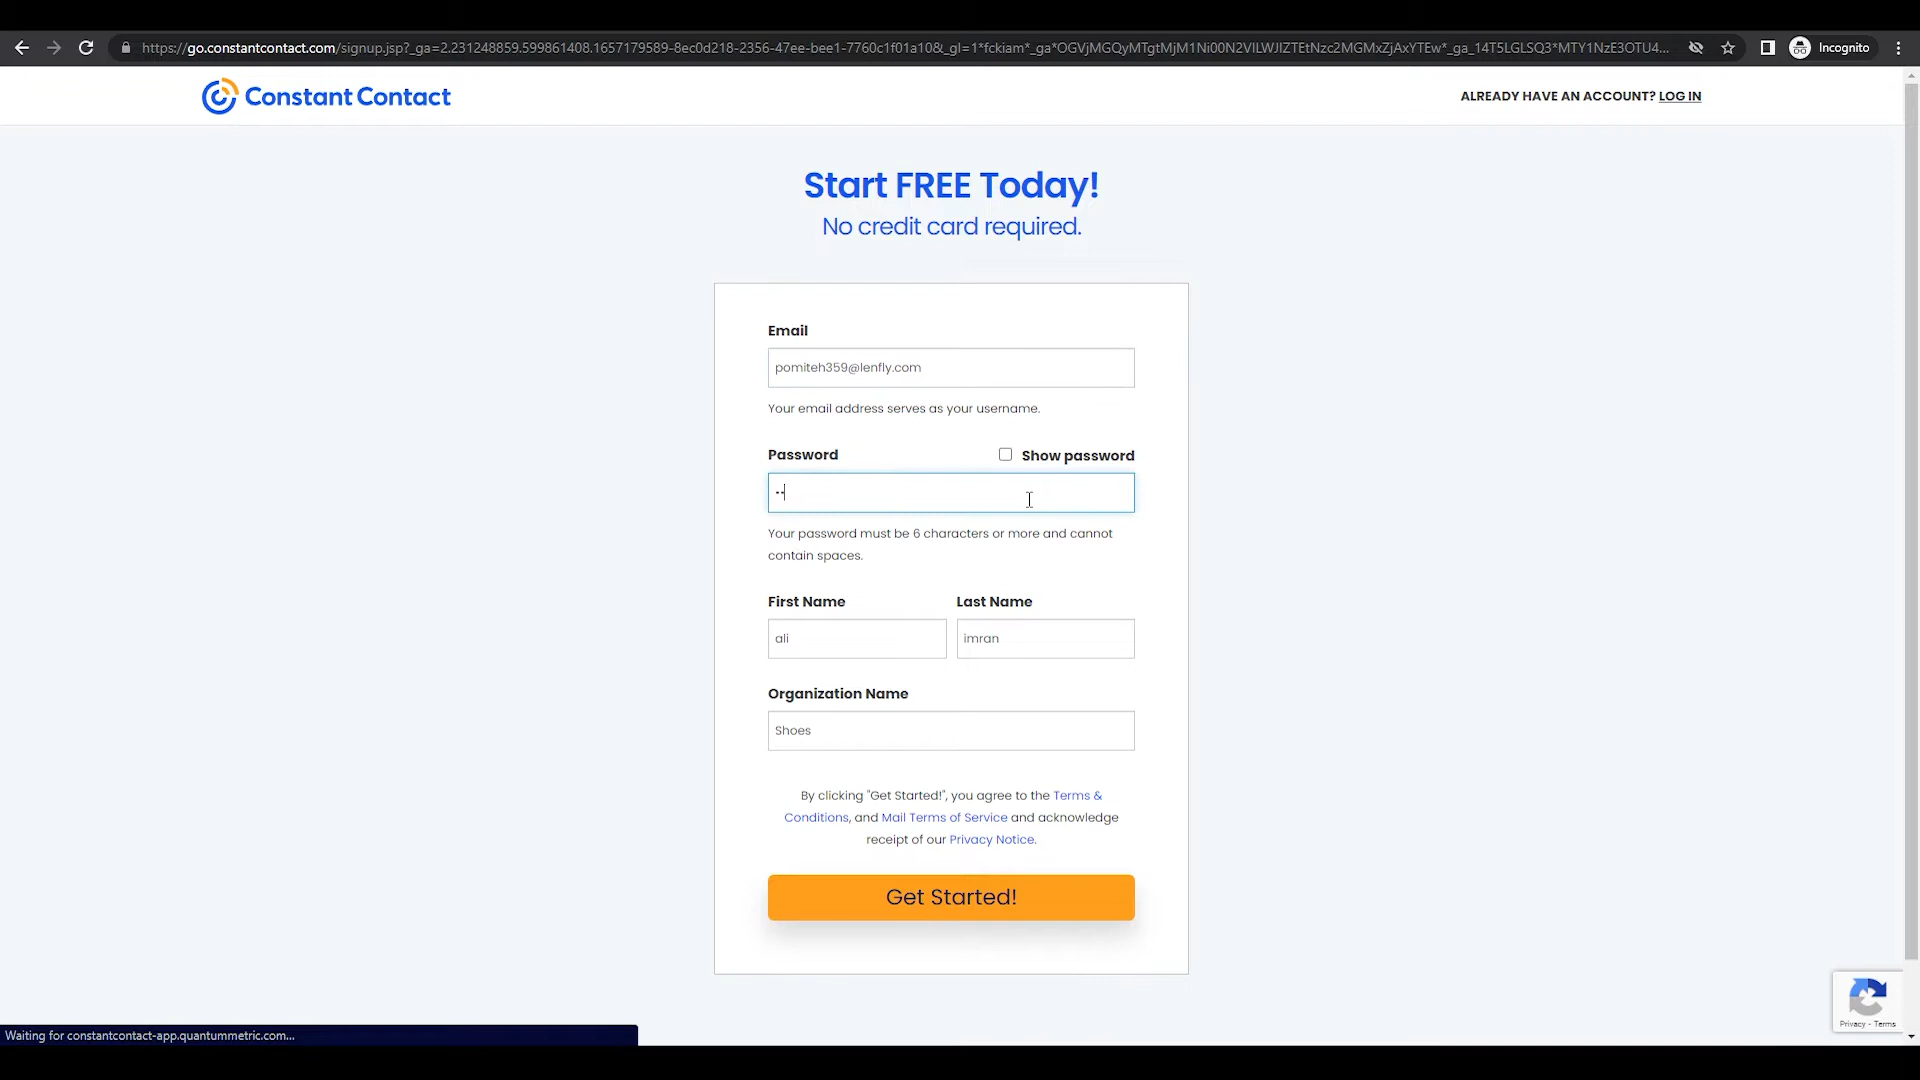 https://go.constantcontact.com/signup.jsp?_ga=2.231248859.599861408.1657179589-8ec0d218-2356-47ee-bee1-7760c1f01a10&_gl=1*fckiam*_ga*OGVjMGQyMTgtMjM1Ni00N2VlLWJlZTEtNzc2MGMxZjAxYTEw*_ga_14T5LGLSQ3*MTY1NzE3OTU4...
Incognito
Constant Contact
ALREADY HAVE AN ACCOUNT? LOG IN
Start FREE Today!
No credit card required.
Email
pomiteh359@lenfly.com
Your email address serves as your username.
Password
Show password
Your password must be 6 characters or more and cannot
contain spaces.
First Name Last Name
ali imran
Organization Name
Shoes
By clicking "Get Started!", you agree to the Terms &
Conditions, and Mail Terms of Service and acknowledge
receipt of our Privacy Notice.
Get Started!
Privacy - Terms
Waiting for constantcontact-app.quantummetric.com...